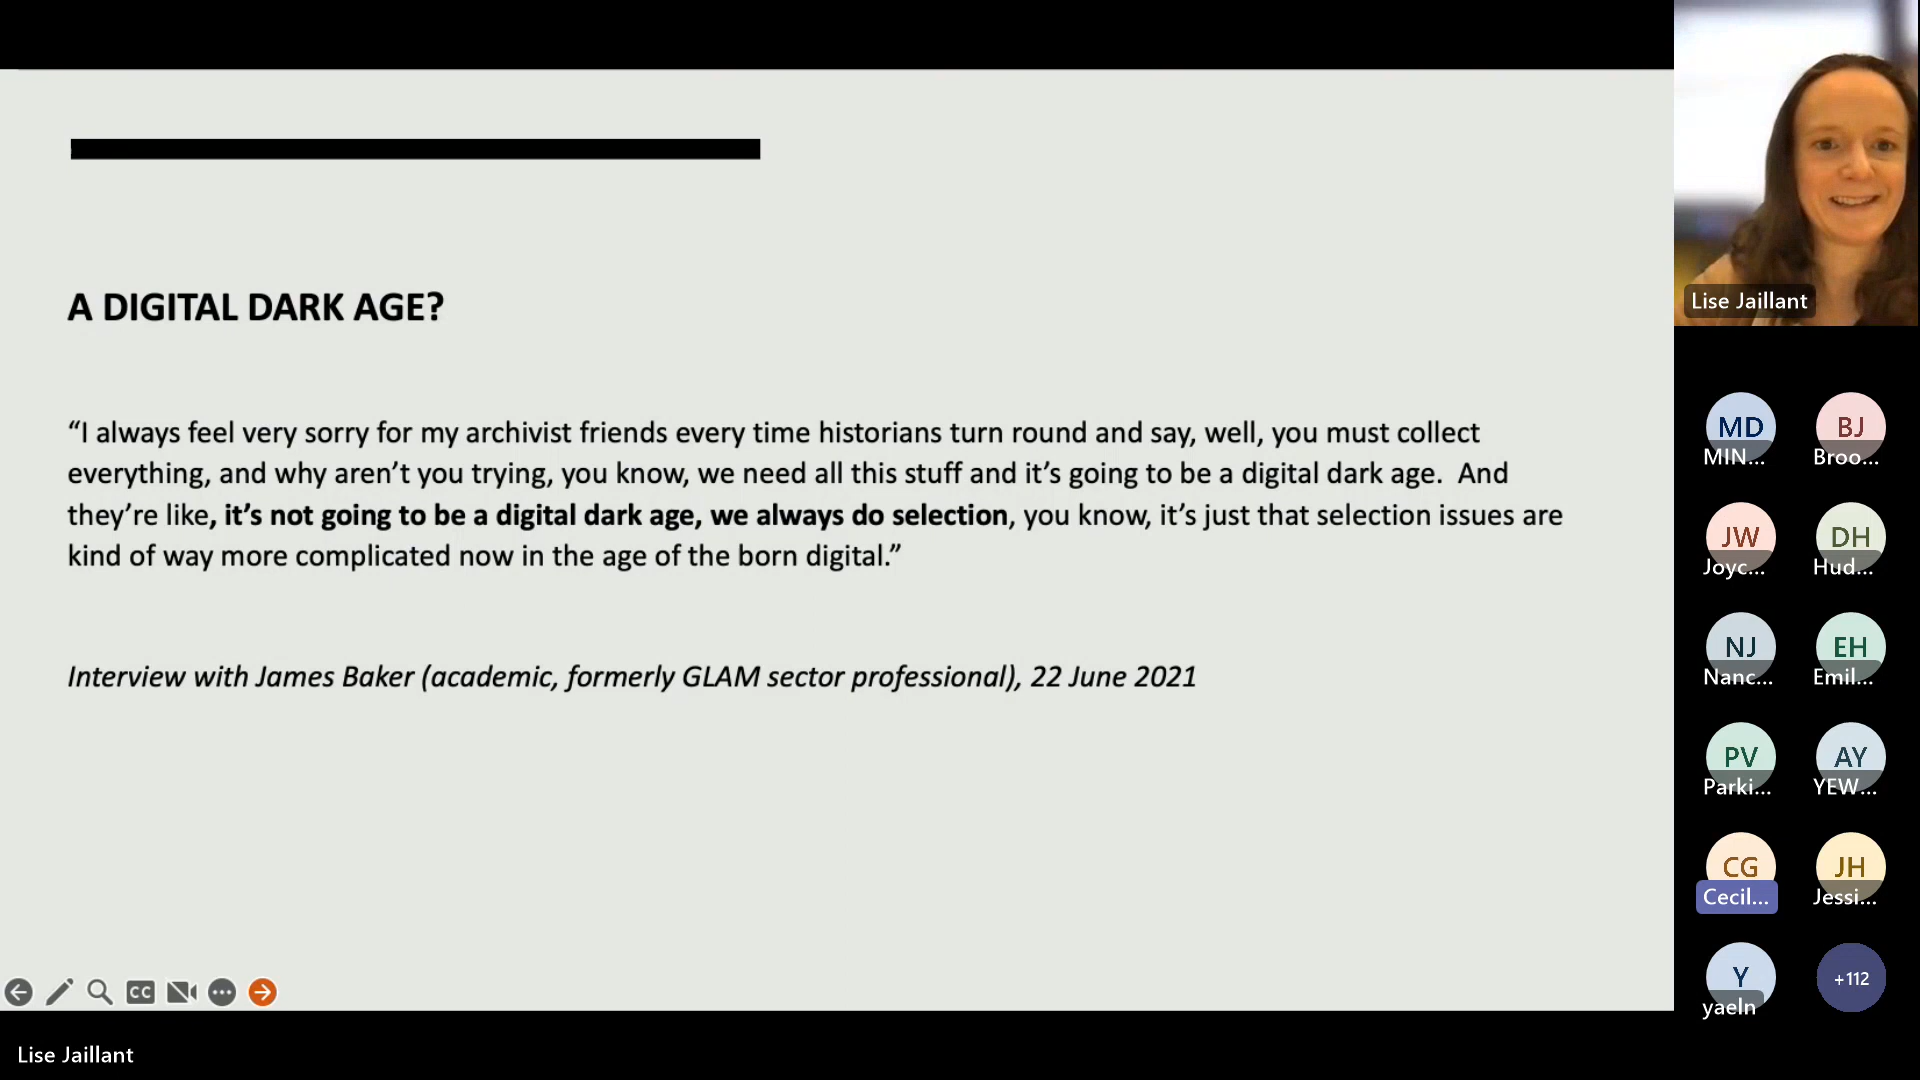 A DIGITAL DARK AGE?
“I always feel very sorry for my archivist friends every time historians turn round and say, well, you must collect
everything, and why aren’t you trying, you know, we need all this stuff and it’s going to be a digital dark age.  And
they’re like, it’s not going to be a digital dark age, we always do selection, you know, it’s just that selection issues are
kind of way more complicated now in the age of the born digital.”
Interview with James Baker (academic, formerly GLAM sector professional), 22 June 2021
CC
Lise Jaillant
Lise Jaillant
MD
MIN...
BJ
Broo...
JW
Joyc...
DH
Hud...
NJ
Nanc...
EH
Emil...
PV
Parki...
AY
YEW...
CG
Cecil...
JH
Jessi...
Y
yaeln
+112